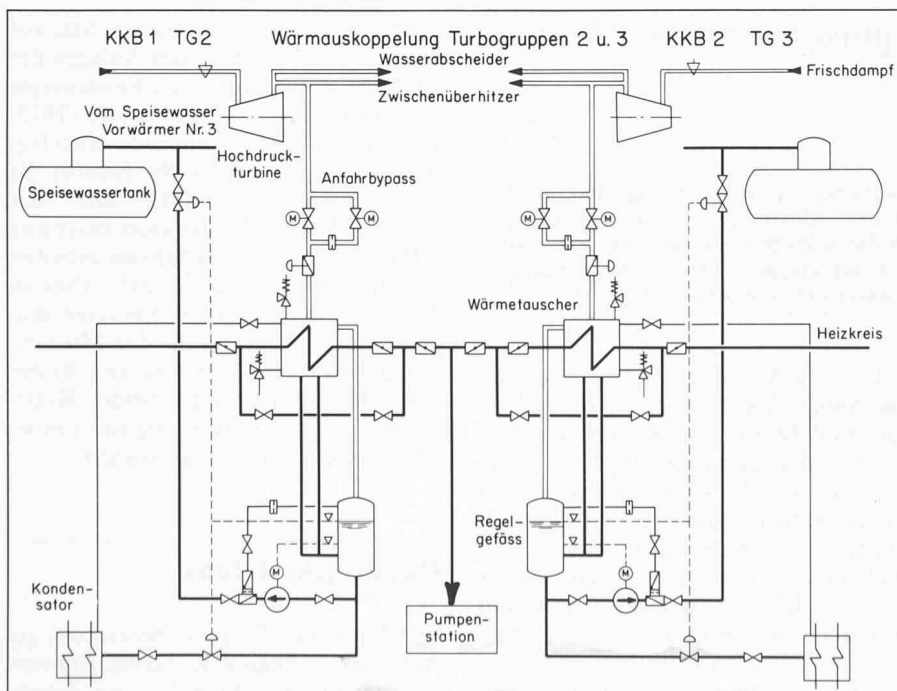 KKB 1 TG2 Wärmauskoppelung Turbogruppen 2 u. 3 KKB 2 TG 3
Wasserabscheider
Frischdampf
Zwischenüberhitzer
Vom Speisewasser
Vorwärmer Nr. 3
Hochdruck-
turbine
Speisewassertank
Anfahrbypass
M
M
M
M
Wärmetauscher
Heizkreis
Regel-
gefäss
M
M
Konden-
sator
Pumpen-
station